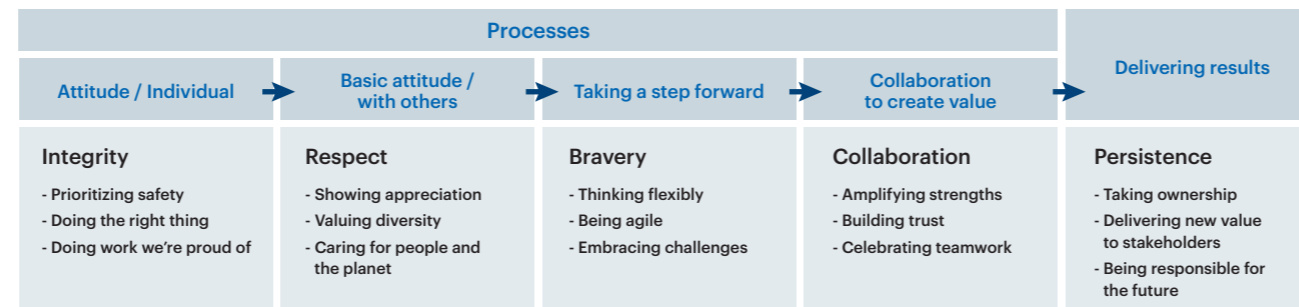 Processes
Delivering results
Attitude / Individual
Basic attitude /
with others
Taking a step forward
Collaboration
to create value
Integrity
- Prioritizing safety
- Doing the right thing
- Doing work we're proud of
Respect
- Showing appreciation
- Valuing diversity
- Caring for people and
the planet
Bravery
- Thinking flexibly
- Being agile
- Embracing challenges
Collaboration
- Amplifying strengths
- Building trust
- Celebrating teamwork
Persistence
- Taking ownership
- Delivering new value
to stakeholders
- Being responsible for
the future